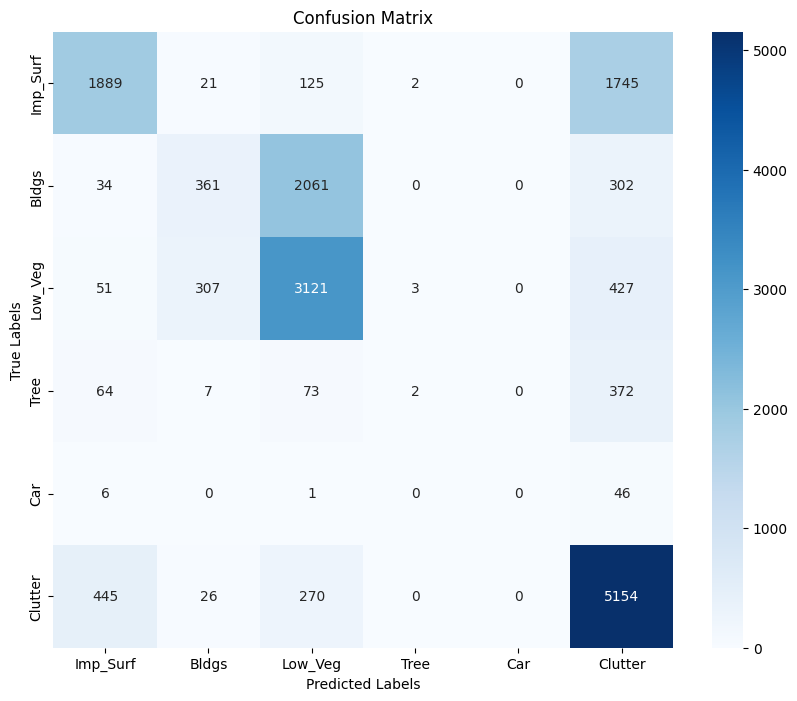 Confusion Matrix
Imp_Surf 1889 21 125 2 0 1745
Bldgs 34 361 2061 0 0 302
Low_Veg 51 307 3121 3 0 427
Tree 64 7 73 2 0 372
Car 6 0 1 0 0 46
Clutter 445 26 270 0 0 5154
Imp_Surf Bldgs Low_Veg Tree Car Clutter
Predicted Labels
True Labels
5000
4000
3000
2000
1000
0